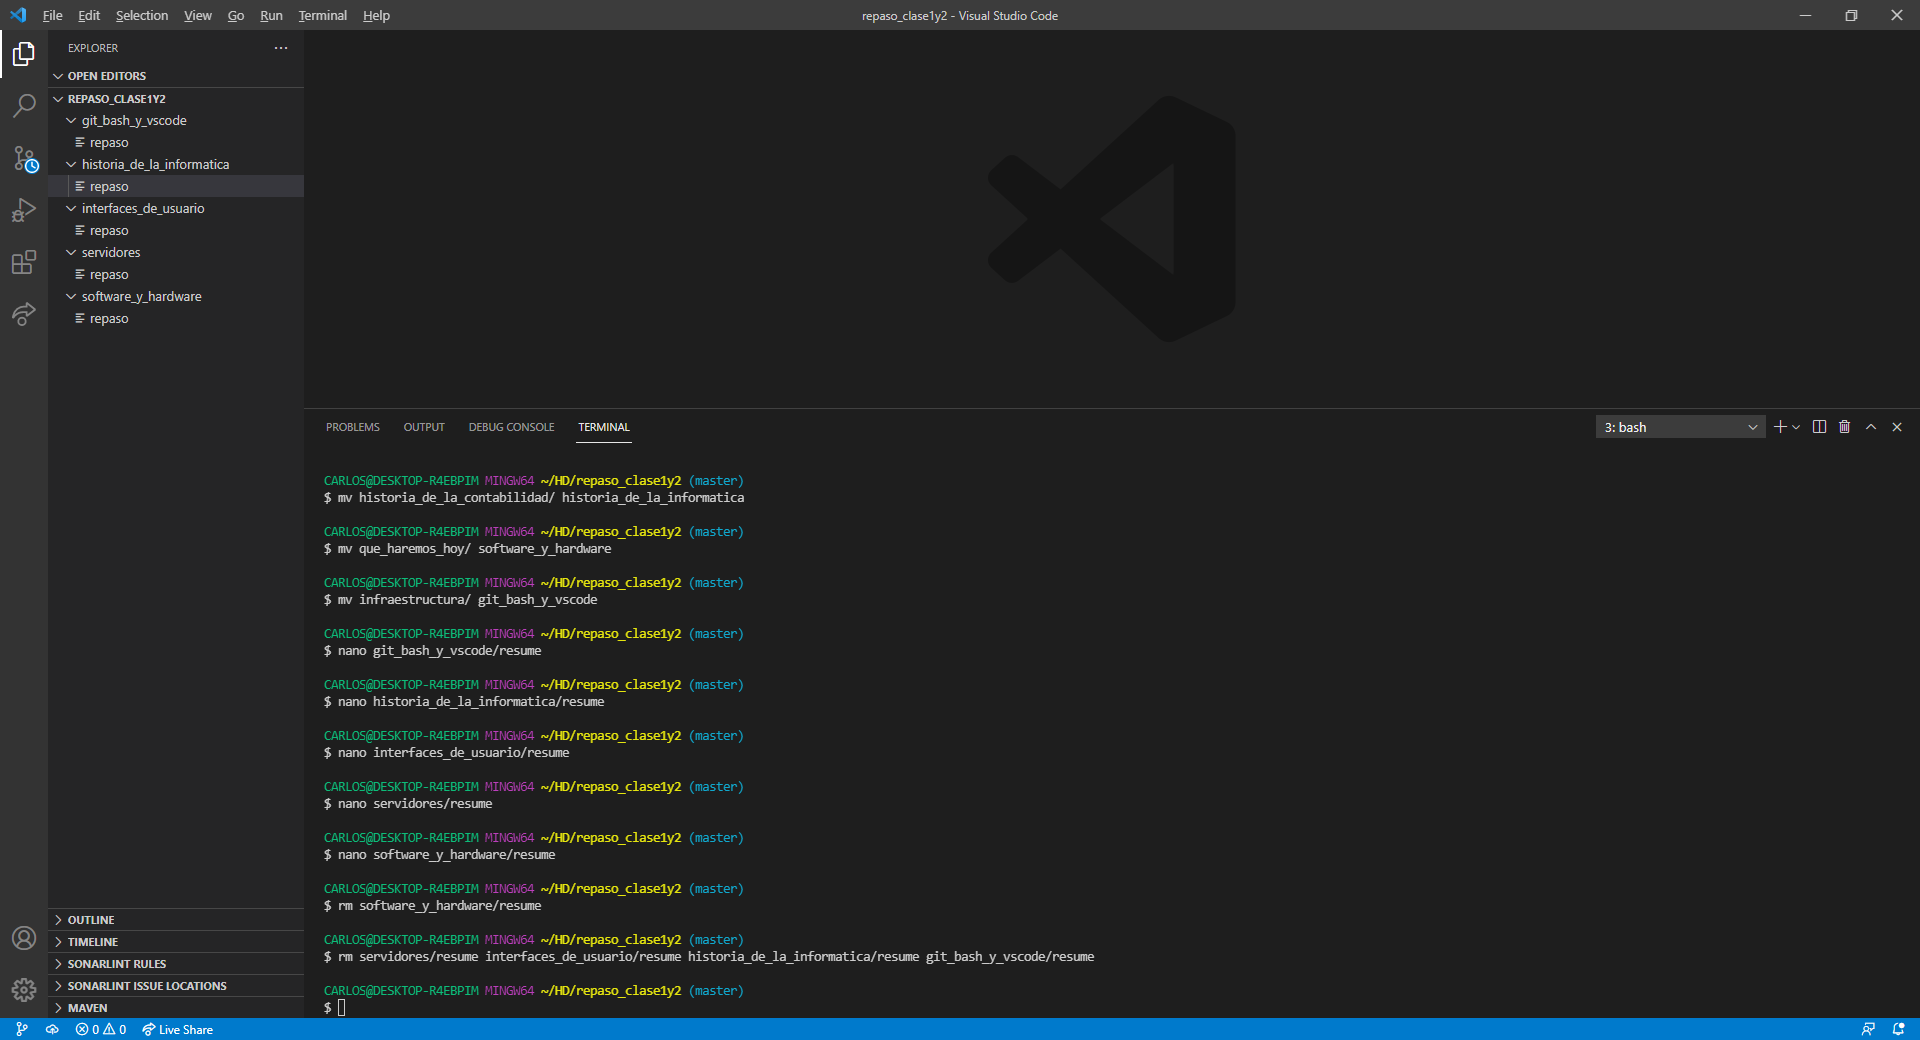 File Edit Selection View Go Run Terminal Help repaso_clase1y2 - Visual Studio Code
EXPLORER
OPEN EDITORS
REPASO_CLASE1Y2
git_bash_y_vscode
repaso
historia_de_la_informatica
repaso
interfaces_de_usuario
repaso
servidores
repaso
software_y_hardware
repaso
OUTLINE
TIMELINE
SONARLINT RULES
SONARLINT ISSUE LOCATIONS
MAVEN
PROBLEMS OUTPUT DEBUG CONSOLE TERMINAL 3: bash
CARLOS@DESKTOP-R4EBPIM MINGW64 ~/HD/repaso_clase1y2 (master)
$ mv historia_de_la_contabilidad/ historia_de_la_informatica
CARLOS@DESKTOP-R4EBPIM MINGW64 ~/HD/repaso_clase1y2 (master)
$ mv que_haremos_hoy/ software_y_hardware
CARLOS@DESKTOP-R4EBPIM MINGW64 ~/HD/repaso_clase1y2 (master)
$ mv infraestructura/ git_bash_y_vscode
CARLOS@DESKTOP-R4EBPIM MINGW64 ~/HD/repaso_clase1y2 (master)
$ nano git_bash_y_vscode/resume
CARLOS@DESKTOP-R4EBPIM MINGW64 ~/HD/repaso_clase1y2 (master)
$ nano historia_de_la_informatica/resume
CARLOS@DESKTOP-R4EBPIM MINGW64 ~/HD/repaso_clase1y2 (master)
$ nano interfaces_de_usuario/resume
CARLOS@DESKTOP-R4EBPIM MINGW64 ~/HD/repaso_clase1y2 (master)
$ nano servidores/resume
CARLOS@DESKTOP-R4EBPIM MINGW64 ~/HD/repaso_clase1y2 (master)
$ nano software_y_hardware/resume
CARLOS@DESKTOP-R4EBPIM MINGW64 ~/HD/repaso_clase1y2 (master)
$ rm software_y_hardware/resume
CARLOS@DESKTOP-R4EBPIM MINGW64 ~/HD/repaso_clase1y2 (master)
$ rm servidores/resume interfaces_de_usuario/resume historia_de_la_informatica/resume git_bash_y_vscode/resume
CARLOS@DESKTOP-R4EBPIM MINGW64 ~/HD/repaso_clase1y2 (master)
$
0 0 Live Share